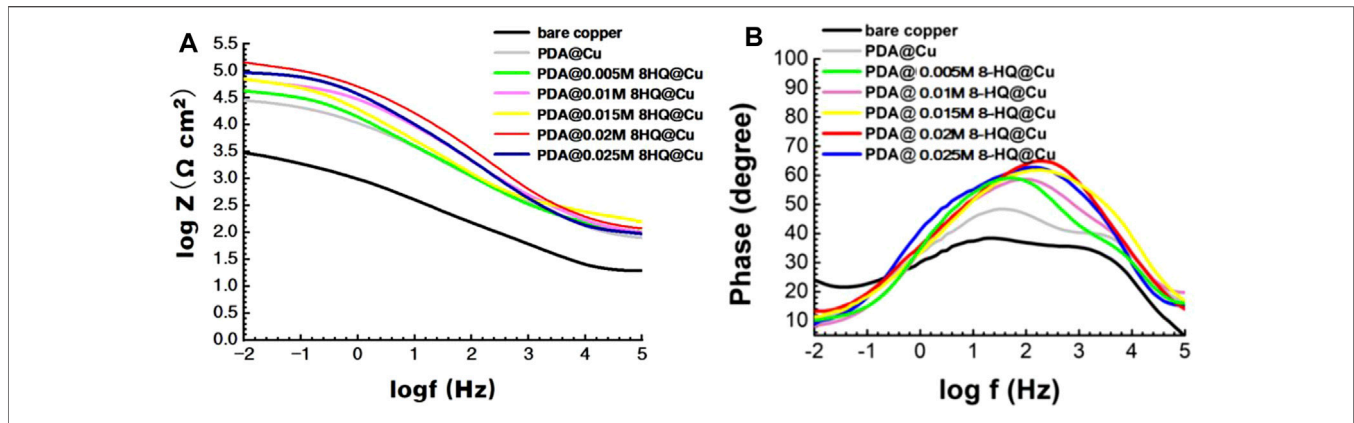 A
bare copper
PDA@Cu
PDA@0.005M 8HQ@Cu
PDA@0.01M 8HQ@Cu
PDA@0.015M 8HQ@Cu
PDA@0.02M 8HQ@Cu
PDA@0.025M 8HQ@Cu
log Z (Ω cm²)
5.5
5.0
4.5
4.0
3.5
3.0
2.5
2.0
1.5
1.0
0.5
0.0
−2 −1 0 1 2 3 4 5
logf (Hz)
B
bare copper
PDA@Cu
PDA@ 0.005M 8-HQ@Cu
PDA@ 0.01M 8-HQ@Cu
PDA@ 0.015M 8-HQ@Cu
PDA@ 0.02M 8-HQ@Cu
PDA@ 0.025M 8-HQ@Cu
Phase (degree)
100
90
80
70
60
50
40
30
20
10
-2 -1 0 1 2 3 4 5
log f (Hz)